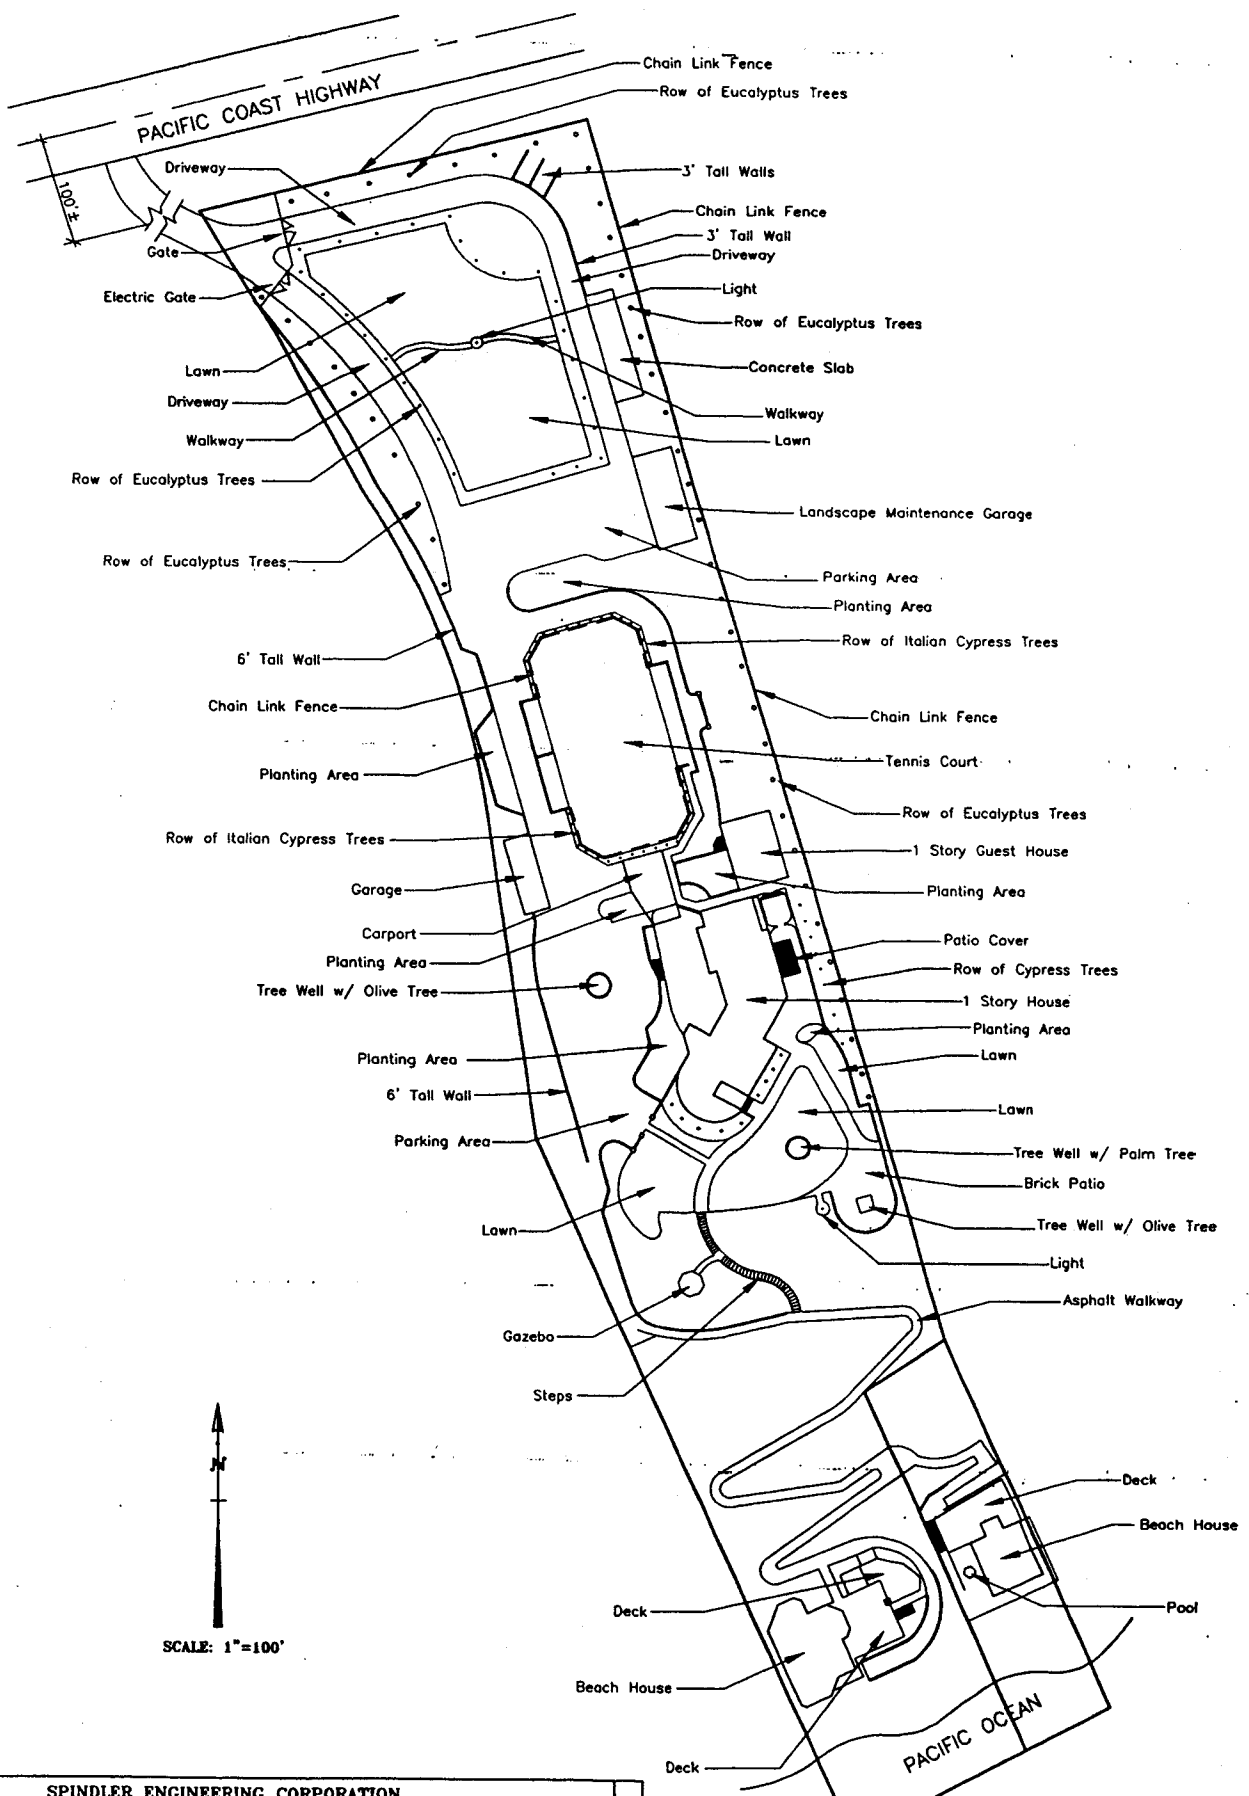 Chain Link Fence
Row of Eucalyptus Trees
PACIFIC COAST HIGHWAY
Driveway
3' Tall Walls
100'±
Chain Link Fence
3' Tall Wall
Gate
Driveway
Electric Gate
Light
Row of Eucalyptus Trees
Lawn
Concrete Slab
Driveway
Walkway
Walkway
Lawn
Row of Eucalyptus Trees
Landscape Maintenance Garage
Row of Eucalyptus Trees
Parking Area
Planting Area
Row of Italian Cypress Trees
6' Tall Wall
Chain Link Fence
Chain Link Fence
Tennis Court
Planting Area
Row of Eucalyptus Trees
Row of Italian Cypress Trees
1 Story Guest House
Garage
Planting Area
Carport
Patio Cover
Planting Area
Row of Cypress Trees
Tree Well w/ Olive Tree
1 Story House
Planting Area
Planting Area
Lawn
6' Tall Wall
Lawn
Parking Area
Tree Well w/ Palm Tree
Brick Patio
Lawn
Tree Well w/ Olive Tree
Light
Asphalt Walkway
Gazebo
Steps
N
Deck
Beach House
Deck
Pool
SCALE: 1"=100'
Beach House
PACIFIC OCEAN
Deck
SPINDLER ENGINEERING CORPORATION